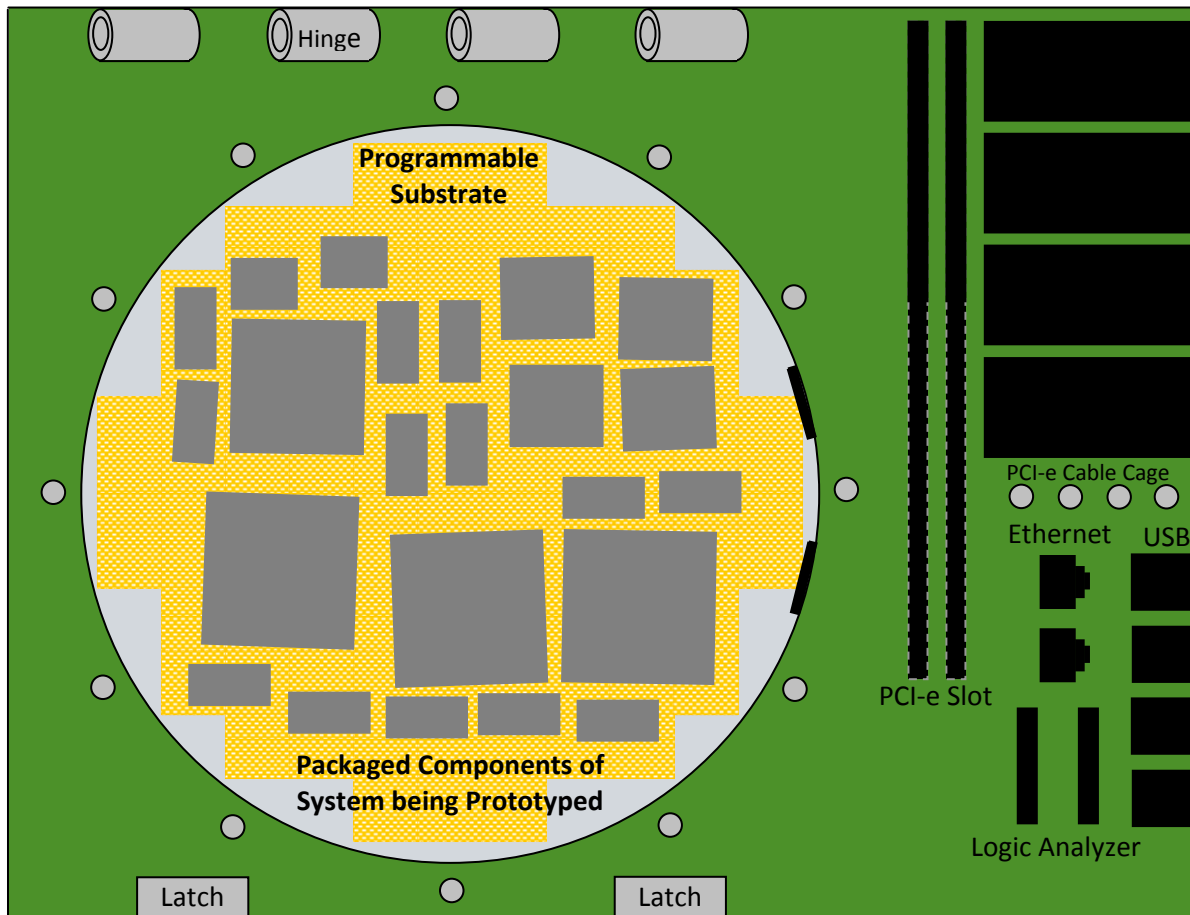 Hinge
Programmable
Substrate
PCI-e Cable Cage
Ethernet
USB
PCI-e Slot
Packaged Components of
System being Prototyped
Logic Analyzer
Latch
Latch